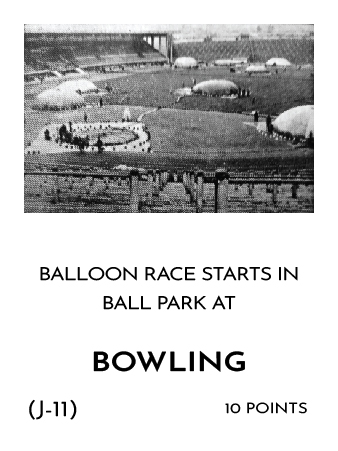 BALLOON RACE STARTS IN
BALL PARK AT
BOWLING
(J-11)
10 POINTS